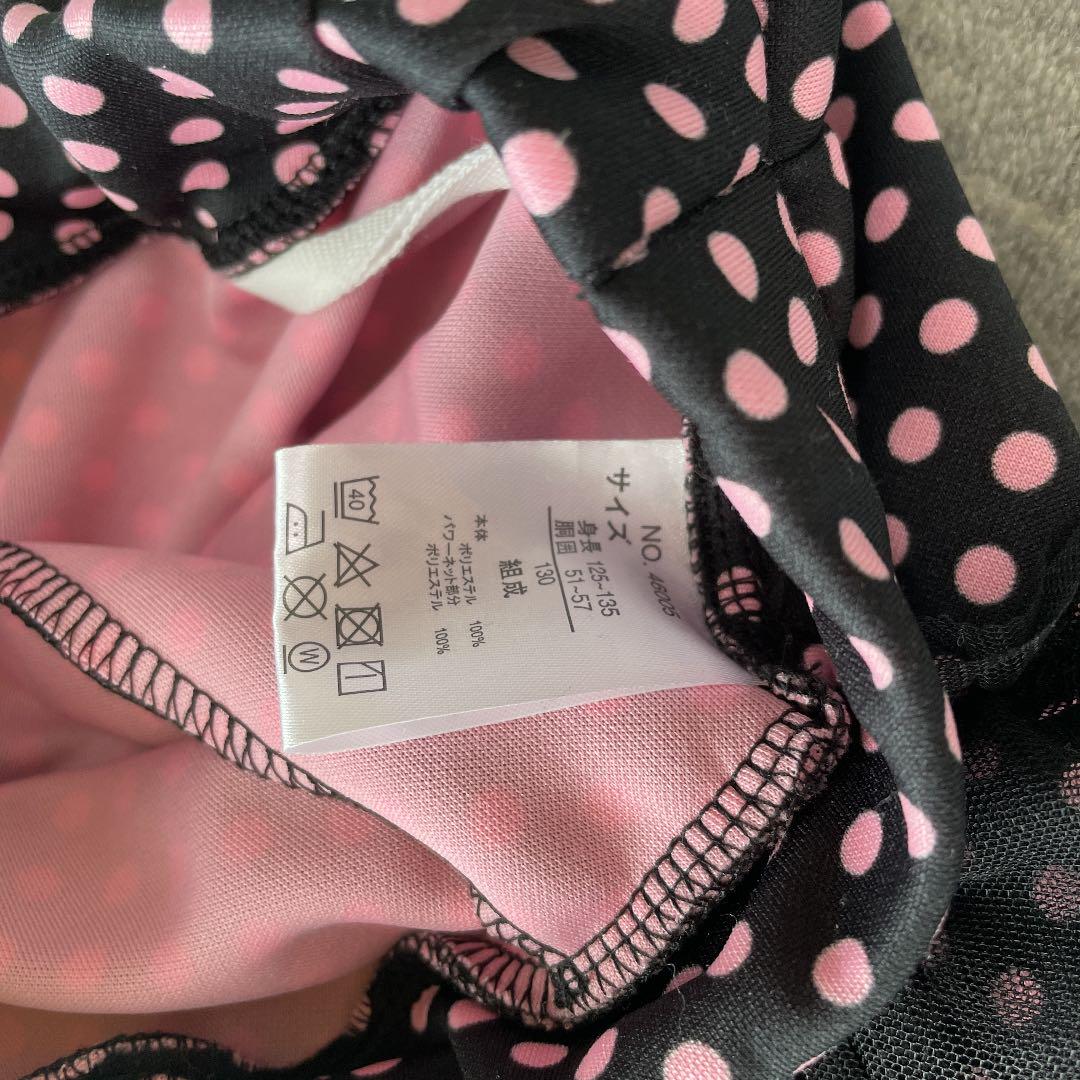 NO. 46005
サイズ
身長 125~135
胴囲 51~57
130
組成
本体
ポリエステル 100%
パワーネット部分
ポリエステル 100%
40
W